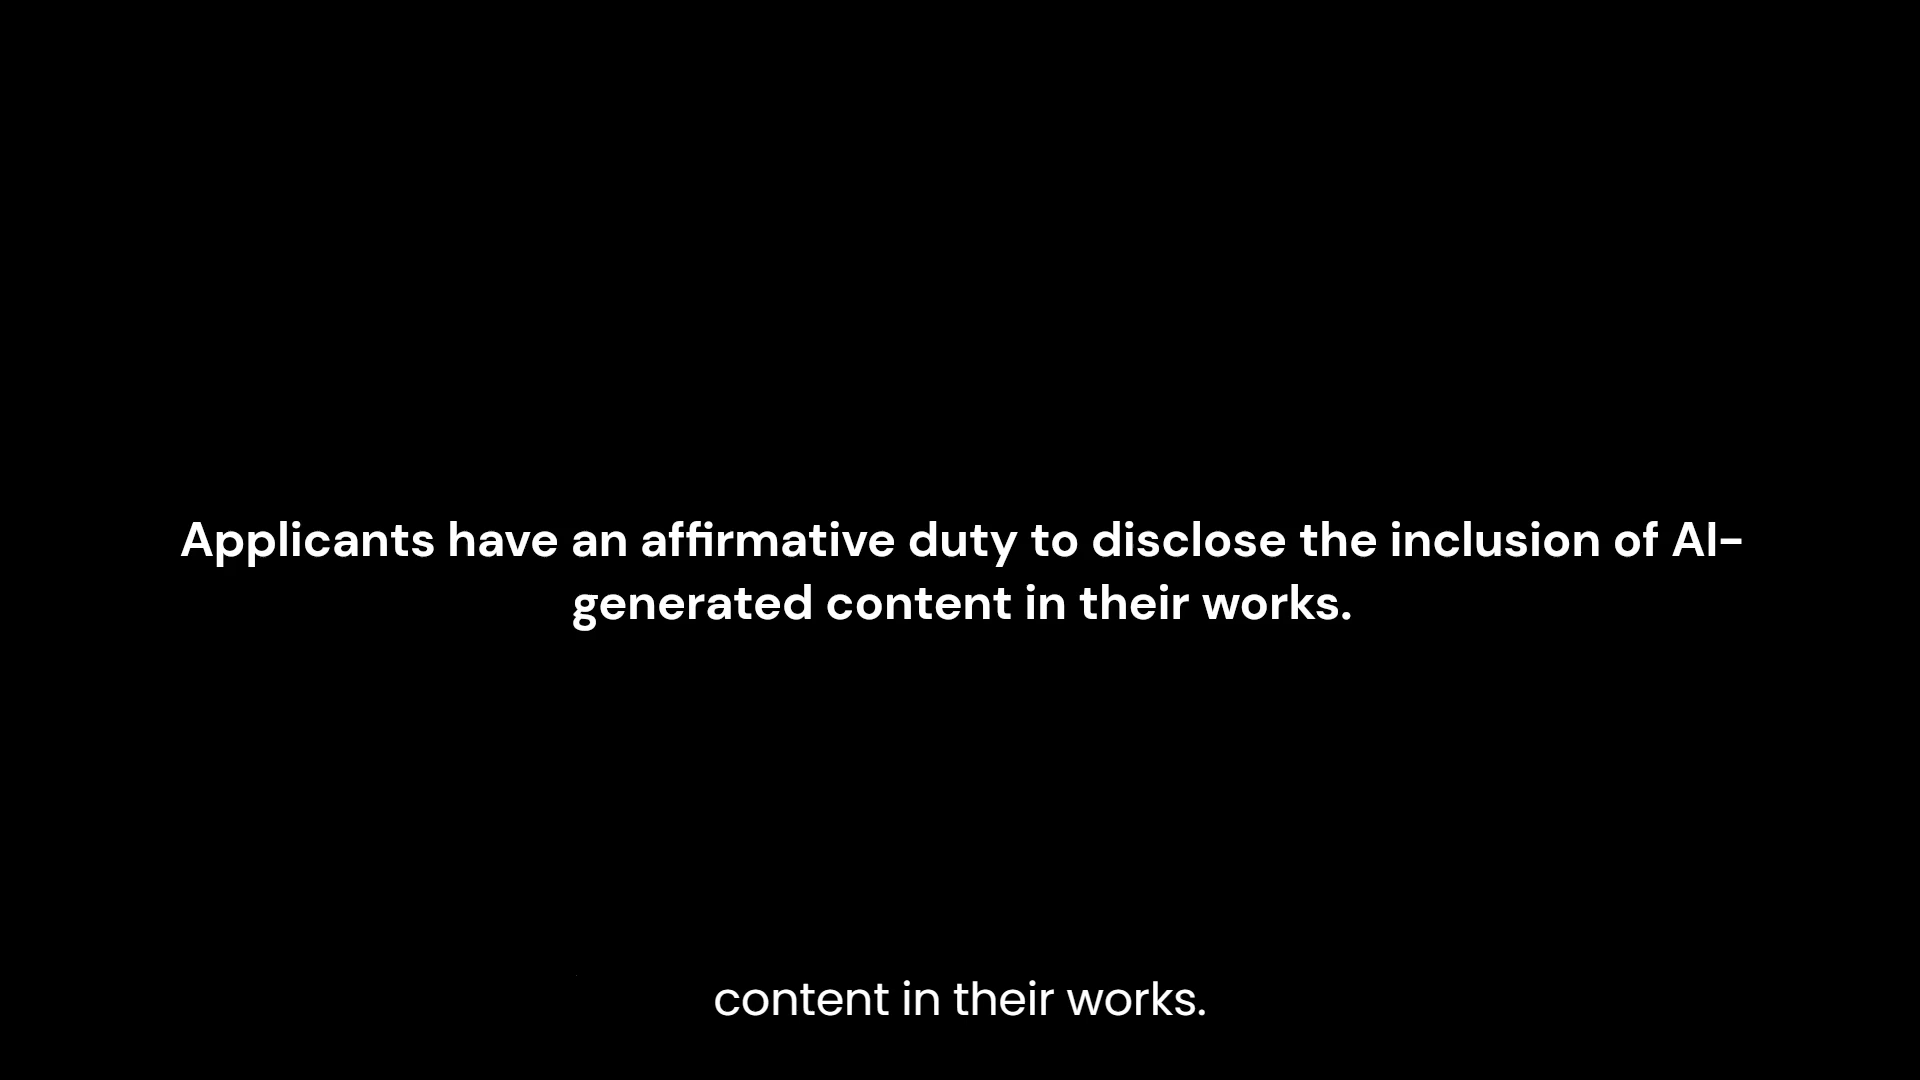 Applicants have an affirmative duty to disclose the inclusion of AI-
generated content in their works.
content in their works.